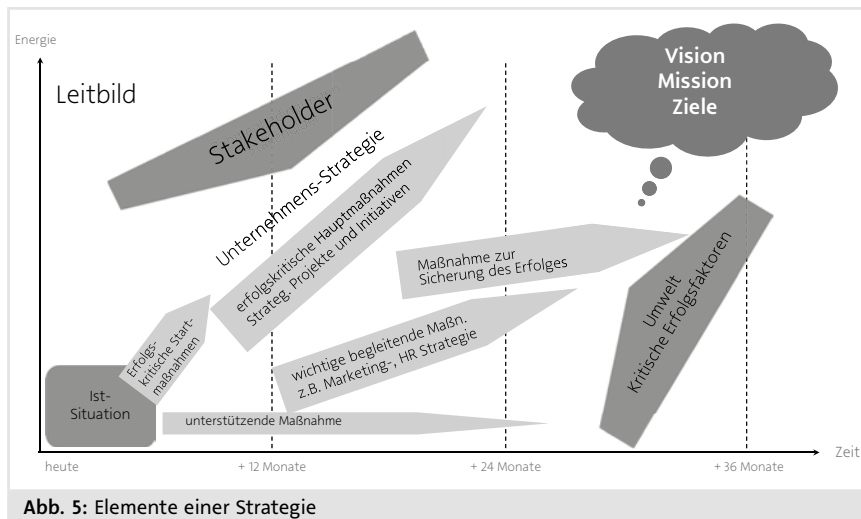 Energie
Leitbild
Stakeholder
Vision
Mission
Ziele
Unternehmens-Strategie
erfolgskritische Hauptmaßnahmen
Strateg. Projekte und Initiativen
Maßnahme zur
Sicherung des Erfolges
Umwelt
Kritische Erfolgsfaktoren
Erfolgs-
kritische Start-
maßnahmen
wichtige begleitende Maßn.
z.B. Marketing-, HR Strategie
Ist-
Situation
unterstützende Maßnahme
Zeit
heute
+ 12 Monate
+ 24 Monate
+ 36 Monate
Abb. 5: Elemente einer Strategie